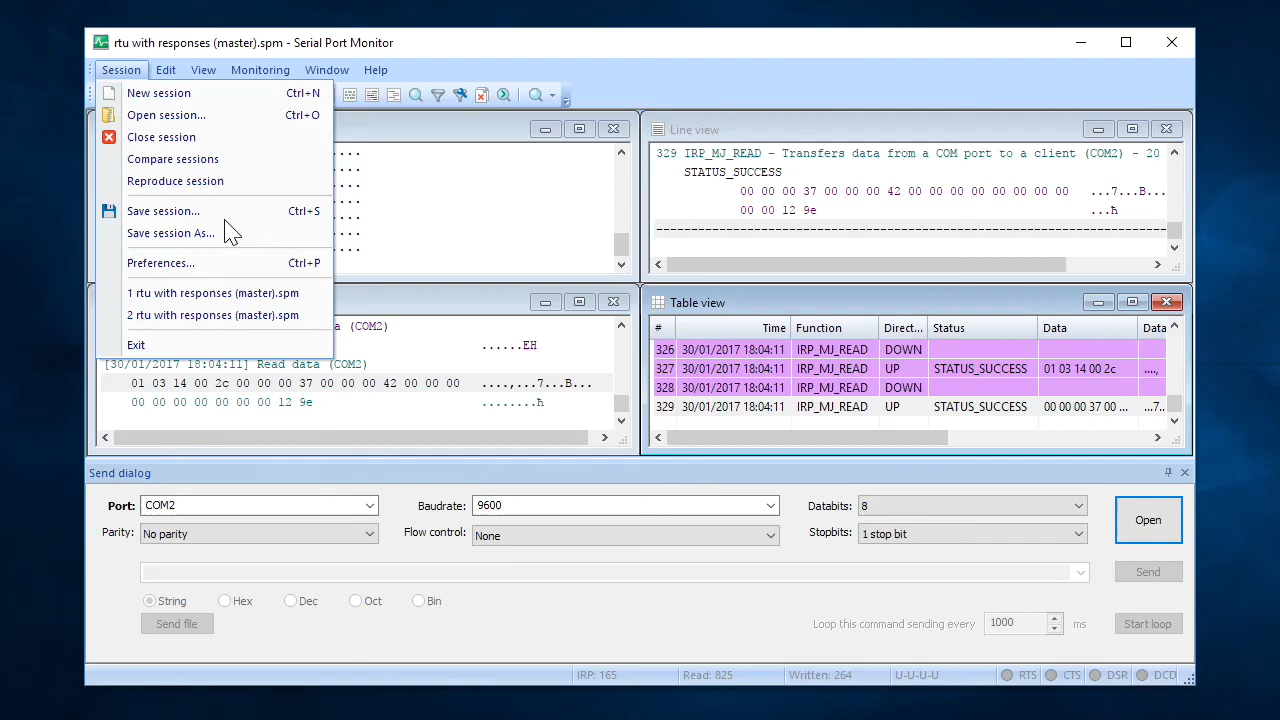 rtu with responses (master).spm - Serial Port Monitor
Session Edit View Monitoring Window Help
New session Ctrl+N
Open session... Ctrl+O
Close session
Compare sessions
Reproduce session
Save session... Ctrl+S
Save session As...
Preferences... Ctrl+P
1 rtu with responses (master).spm
2 rtu with responses (master).spm
Exit
....
....
....
....
....
....
Line view
329 IRP_MJ_READ - Transfers data from a COM port to a client (COM2) - 20
STATUS_SUCCESS
00 00 00 37 00 00 00 42 00 00 00 00 00 00 00 ...7...B...
00 00 12 9e ...ħ
a (COM2)
......EH
[30/01/2017 18:04:11] Read data (COM2)
01 03 14 00 2c 00 00 00 37 00 00 00 42 00 00 00 ....,...7...B...
00 00 00 00 00 00 00 12 9e ........ħ
Table view
# Time Function Direct... Status Data Data
326 30/01/2017 18:04:11 IRP_MJ_READ DOWN
327 30/01/2017 18:04:11 IRP_MJ_READ UP STATUS_SUCCESS 01 03 14 00 2c ....,
328 30/01/2017 18:04:11 IRP_MJ_READ DOWN
329 30/01/2017 18:04:11 IRP_MJ_READ UP STATUS_SUCCESS 00 00 00 37 00 ... ...7..
Send dialog
Port: COM2 Baudrate: 9600 Databits: 8 Open
Parity: No parity Flow control: None Stopbits: 1 stop bit
Send
String Hex Dec Oct Bin
Send file Loop this command sending every 1000 ms Start loop
IRP: 165 Read: 825 Written: 264 U-U-U-U RTS CTS DSR DCD